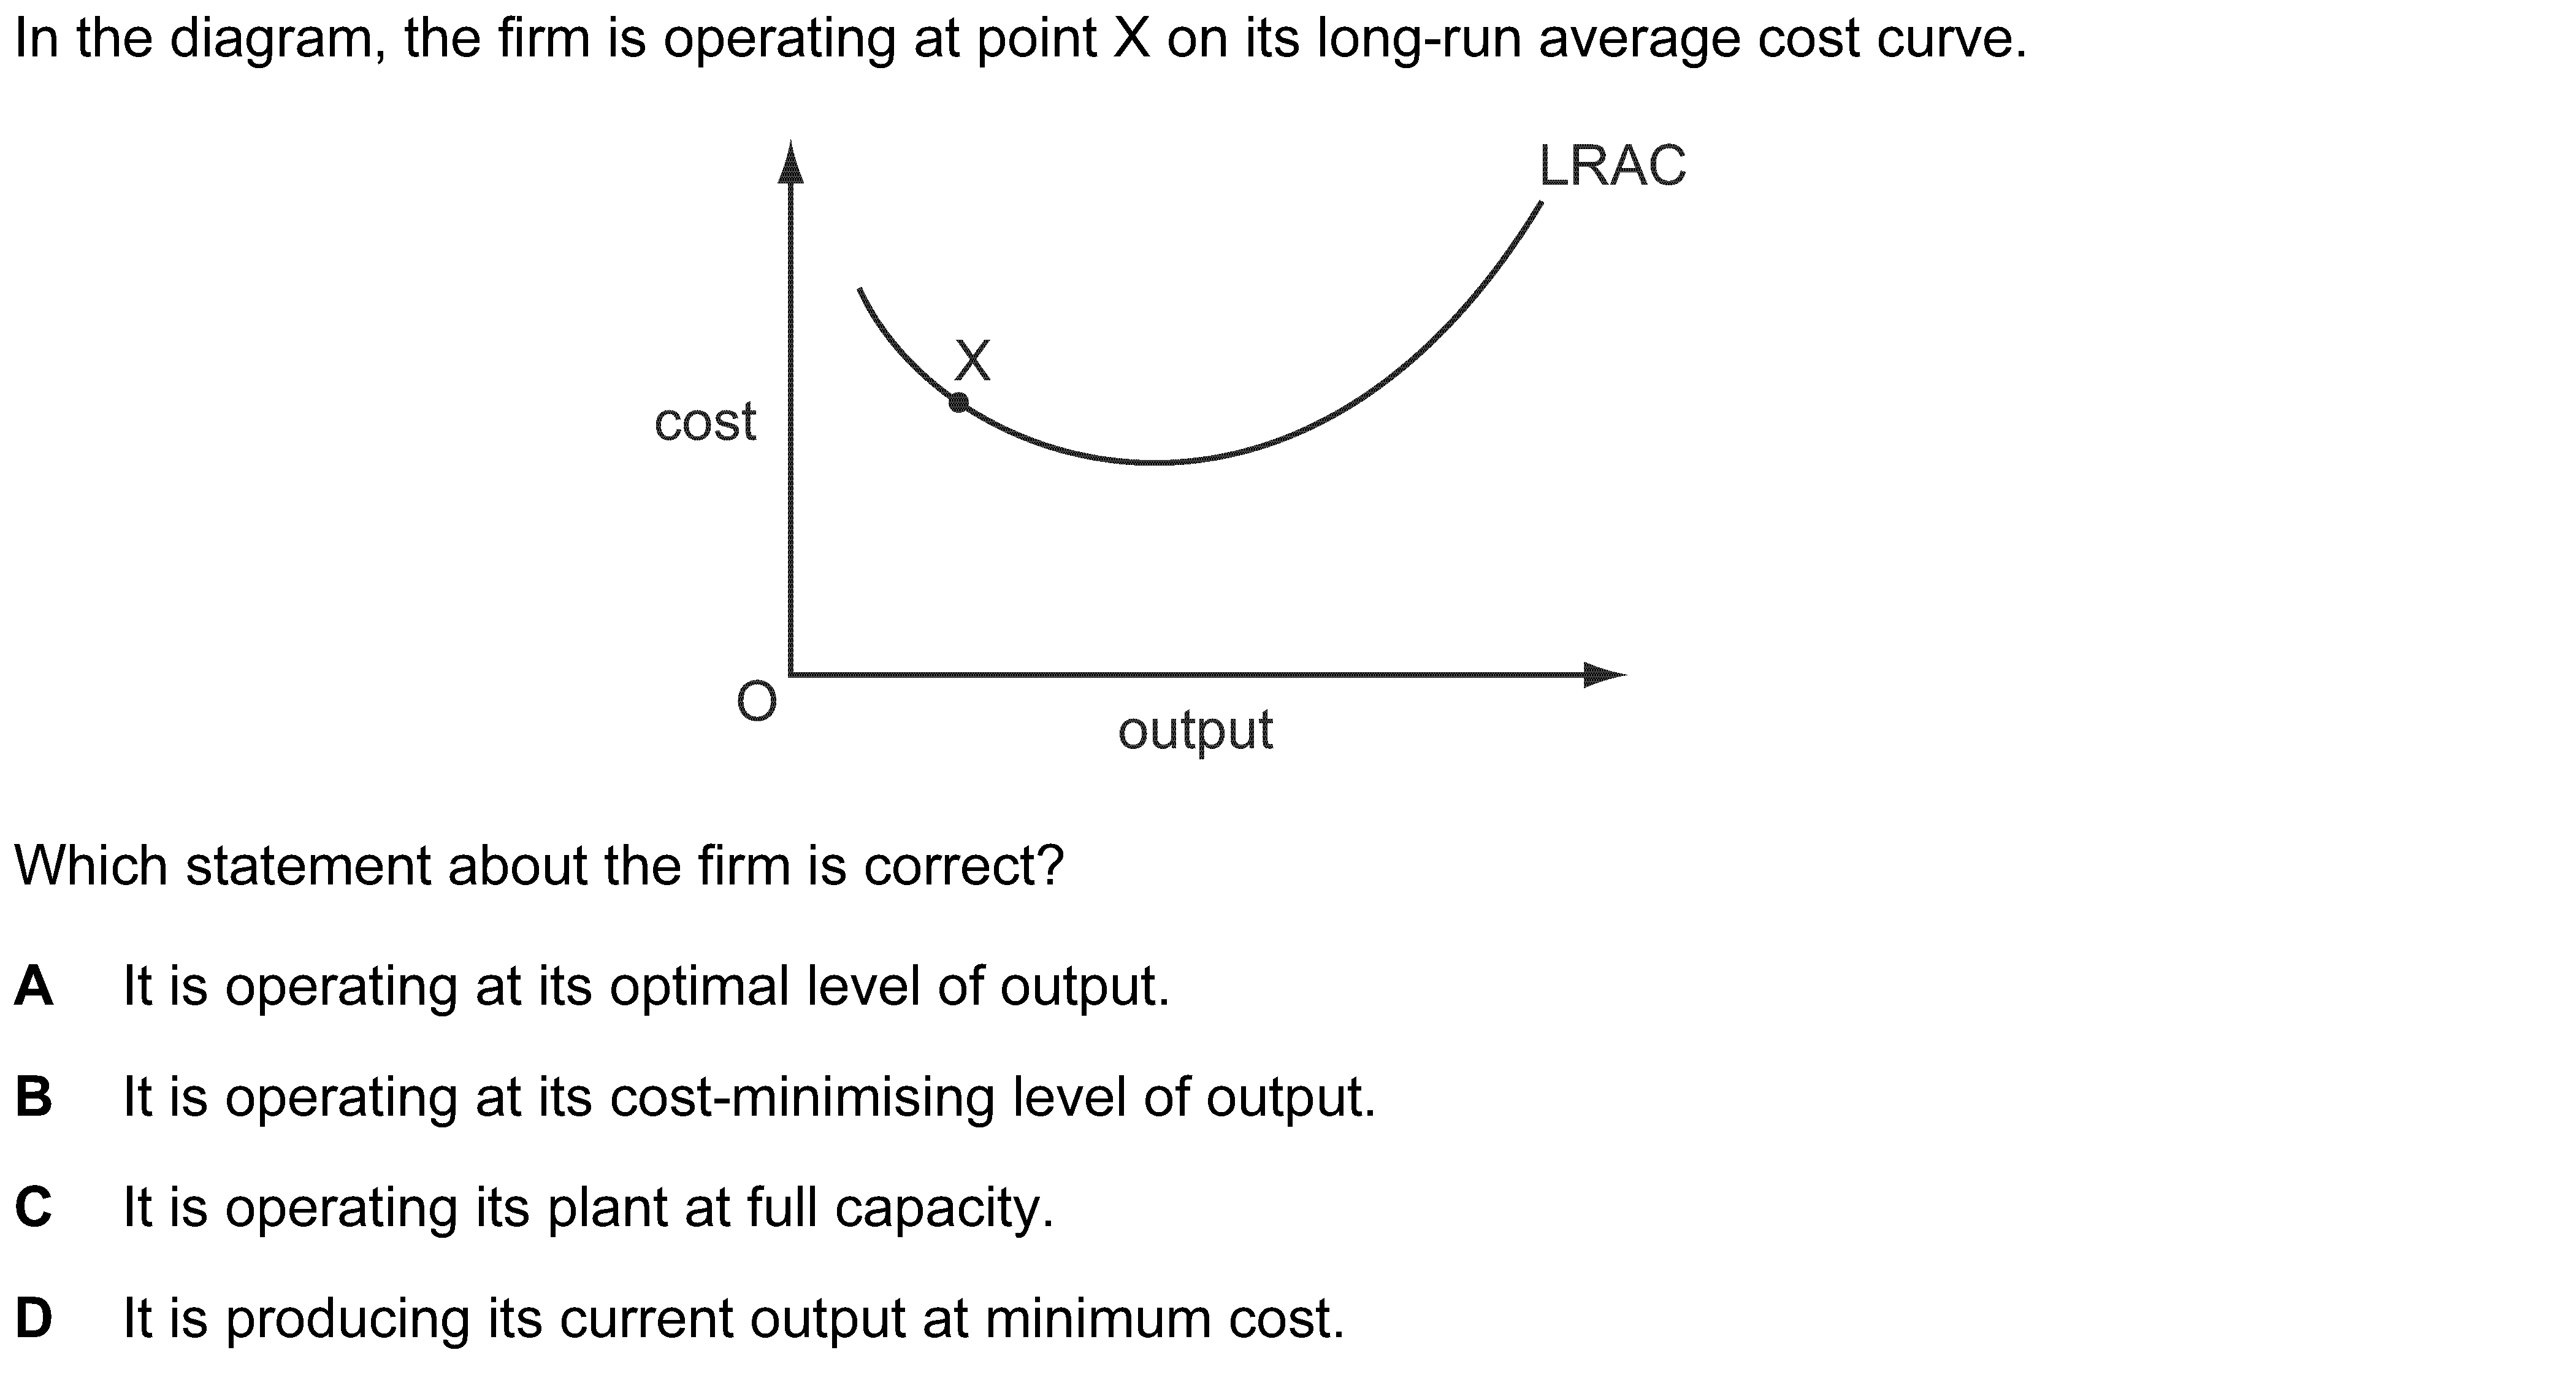 In the diagram, the firm is operating at point X on its long-run average cost curve.
LRAC
X
cost
O
output
Which statement about the firm is correct?
A It is operating at its optimal level of output.
B It is operating at its cost-minimising level of output.
C It is operating its plant at full capacity.
D It is producing its current output at minimum cost.